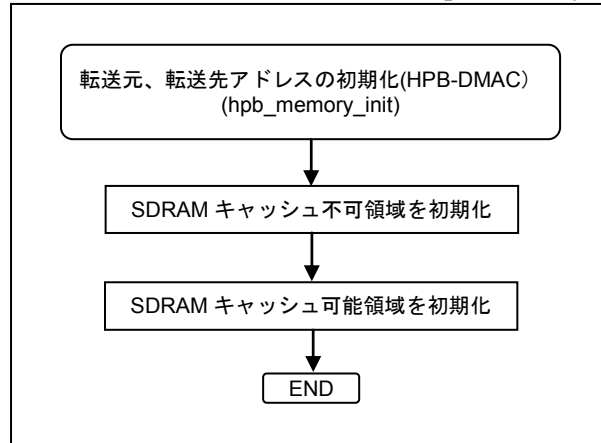 転送元、転送先アドレスの初期化(HPB-DMAC）
(hpb_memory_init)
SDRAM キャッシュ不可領域を初期化
SDRAM キャッシュ可能領域を初期化
END